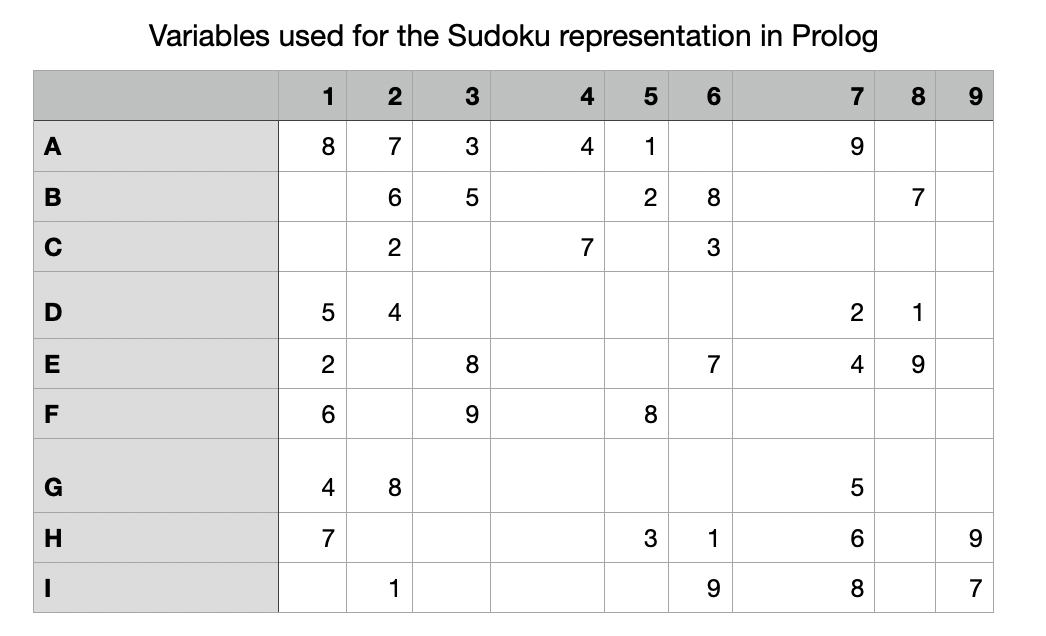 Variables used for the Sudoku representation in Prolog
1 2 3 4 5 6 7 8 9
A 8 7 3 4 1 9
B 6 5 2 8 7
C 2 7 3
D 5 4 2 1
E 2 8 7 4 9
F 6 9 8
G 4 8 5
H 7 3 1 6 9
I 1 9 8 7